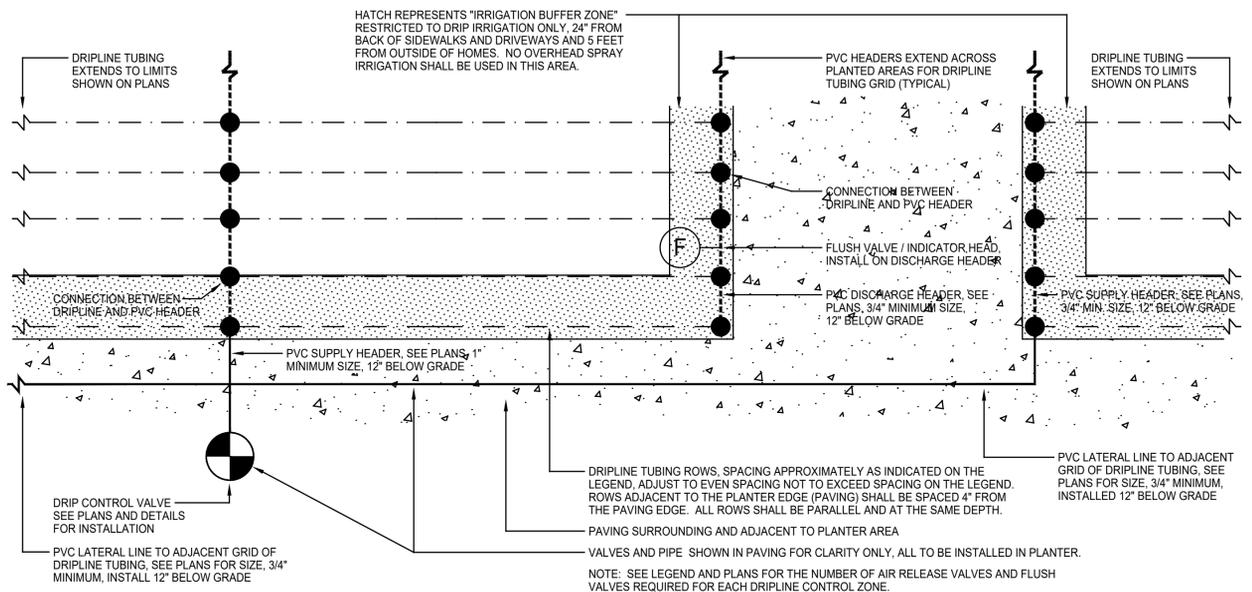 HATCH REPRESENTS "IRRIGATION BUFFER ZONE"
RESTRICTED TO DRIP IRRIGATION ONLY, 24" FROM
BACK OF SIDEWALKS AND DRIVEWAYS AND 5 FEET
FROM OUTSIDE OF HOMES. NO OVERHEAD SPRAY
IRRIGATION SHALL BE USED IN THIS AREA.
DRIPLINE TUBING
EXTENDS TO LIMITS
SHOWN ON PLANS
PVC HEADERS EXTEND ACROSS
PLANTED AREAS FOR DRIPLINE
TUBING GRID (TYPICAL)
DRIPLINE TUBING
EXTENDS TO LIMITS
SHOWN ON PLANS
CONNECTION BETWEEN
DRIPLINE AND PVC HEADER
F
FLUSH VALVE / INDICATOR HEAD,
INSTALL ON DISCHARGE HEADER
CONNECTION BETWEEN
DRIPLINE AND PVC HEADER
PVC DISCHARGE HEADER, SEE
PLANS, 3/4" MINIMUM SIZE,
12" BELOW GRADE
PVC SUPPLY HEADER, SEE PLANS,
3/4" MIN. SIZE, 12" BELOW GRADE
PVC SUPPLY HEADER, SEE PLANS, 1"
MINIMUM SIZE, 12" BELOW GRADE
DRIP CONTROL VALVE
SEE PLANS AND DETAILS
FOR INSTALLATION
PVC LATERAL LINE TO ADJACENT GRID OF
DRIPLINE TUBING, SEE PLANS FOR SIZE, 3/4"
MINIMUM, INSTALL 12" BELOW GRADE
DRIPLINE TUBING ROWS, SPACING APPROXIMATELY AS INDICATED ON THE
LEGEND, ADJUST TO EVEN SPACING NOT TO EXCEED SPACING ON THE LEGEND.
ROWS ADJACENT TO THE PLANTER EDGE (PAVING) SHALL BE SPACED 4" FROM
THE PAVING EDGE. ALL ROWS SHALL BE PARALLEL AND AT THE SAME DEPTH.
PAVING SURROUNDING AND ADJACENT TO PLANTER AREA
VALVES AND PIPE SHOWN IN PAVING FOR CLARITY ONLY, ALL TO BE INSTALLED IN PLANTER.
NOTE: SEE LEGEND AND PLANS FOR THE NUMBER OF AIR RELEASE VALVES AND FLUSH
VALVES REQUIRED FOR EACH DRIPLINE CONTROL ZONE.
PVC LATERAL LINE TO ADJACENT
GRID OF DRIPLINE TUBING, SEE
PLANS FOR SIZE, 3/4" MINIMUM,
INSTALLED 12" BELOW GRADE